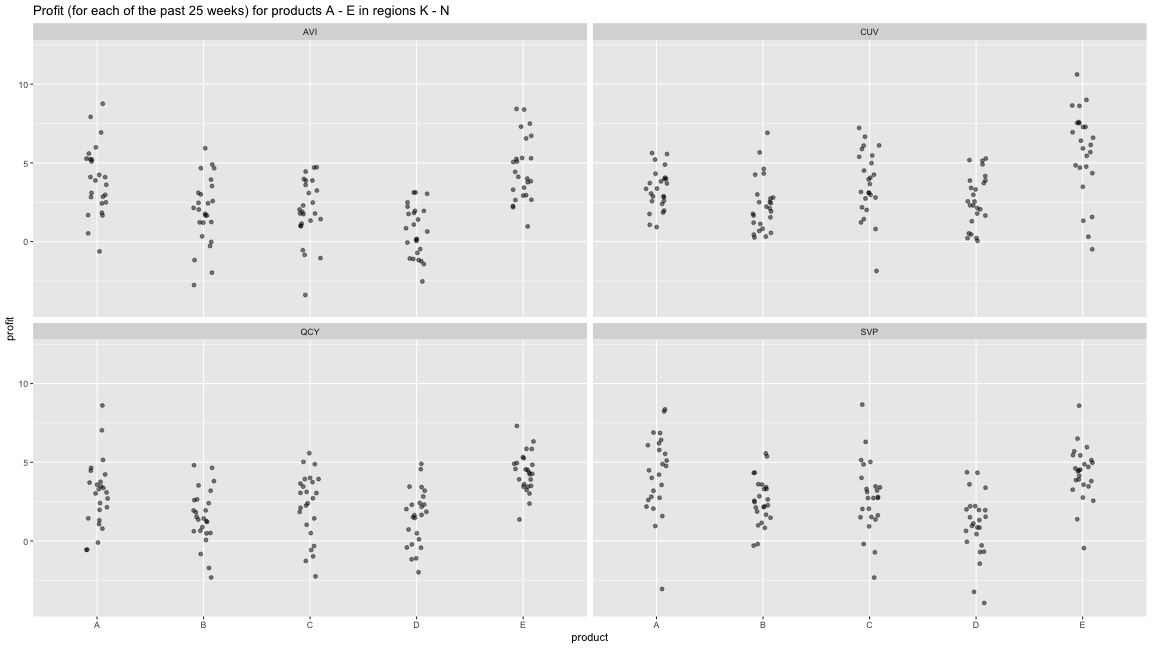 Profit (for each of the past 25 weeks) for products A - E in regions K - N
AVI
CUV
10
5
0
profit
QCY
SVP
10
5
0
A B C D E
A B C D E
product